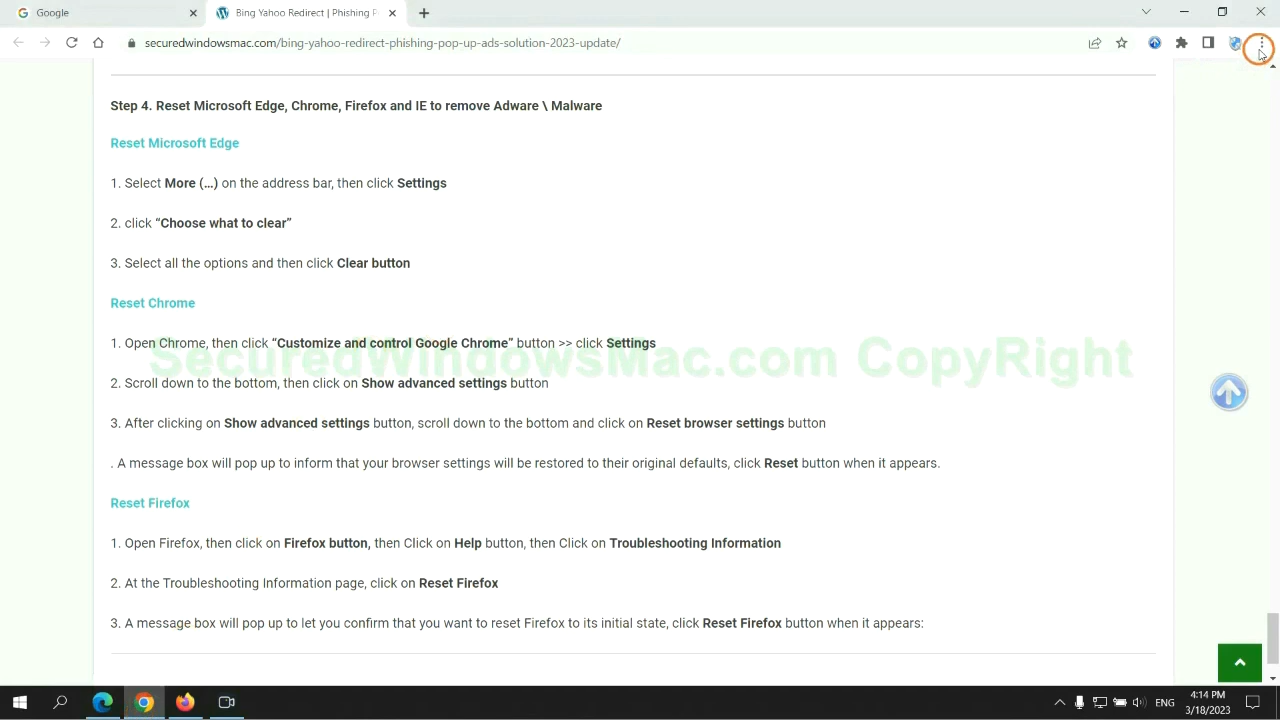 Google
Bing Yahoo Redirect | Phishing P
securedwindowsmac.com/bing-yahoo-redirect-phishing-pop-up-ads-solution-2023-update/
Step 4. Reset Microsoft Edge, Chrome, Firefox and IE to remove Adware \ Malware
Reset Microsoft Edge
1. Select More (…) on the address bar, then click Settings
2. click “Choose what to clear”
3. Select all the options and then click Clear button
Reset Chrome
1. Open Chrome, then click “Customize and control Google Chrome” button >> click Settings
SecuredWindowsMac.com CopyRight
2. Scroll down to the bottom, then click on Show advanced settings button
3. After clicking on Show advanced settings button, scroll down to the bottom and click on Reset browser settings button
. A message box will pop up to inform that your browser settings will be restored to their original defaults, click Reset button when it appears.
Reset Firefox
1. Open Firefox, then click on Firefox button, then Click on Help button, then Click on Troubleshooting Information
2. At the Troubleshooting Information page, click on Reset Firefox
3. A message box will pop up to let you confirm that you want to reset Firefox to its initial state, click Reset Firefox button when it appears:
ENG
4:14 PM
3/18/2023